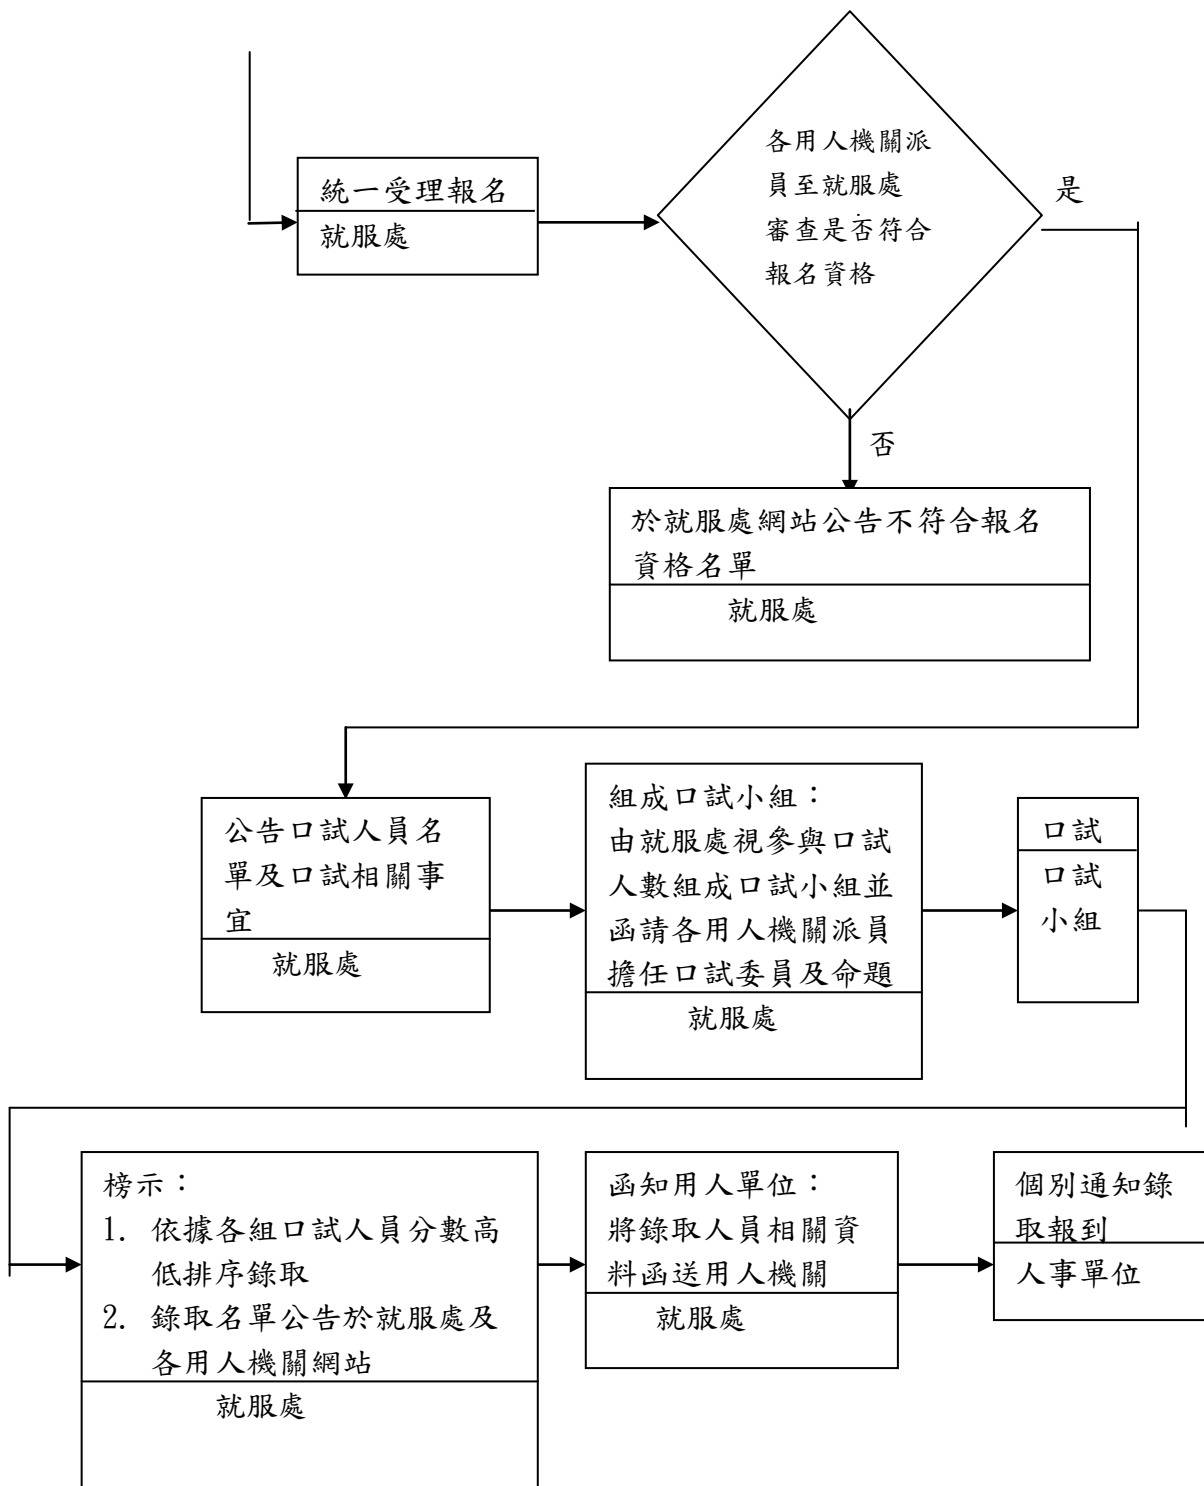 統一受理報名
就服處
各用人機關派
員至就服處
審查是否符合
報名資格
是
否
於就服處網站公告不符合報名
資格名單
就服處
公告口試人員名
單及口試相關事
宜
就服處
組成口試小組：
由就服處視參與口試
人數組成口試小組並
函請各用人機關派員
擔任口試委員及命題
就服處
口試
口試
小組
榜示：
1. 依據各組口試人員分數高
低排序錄取
2. 錄取名單公告於就服處及
各用人機關網站
就服處
函知用人單位：
將錄取人員相關資
料函送用人機關
就服處
個別通知錄
取報到
人事單位